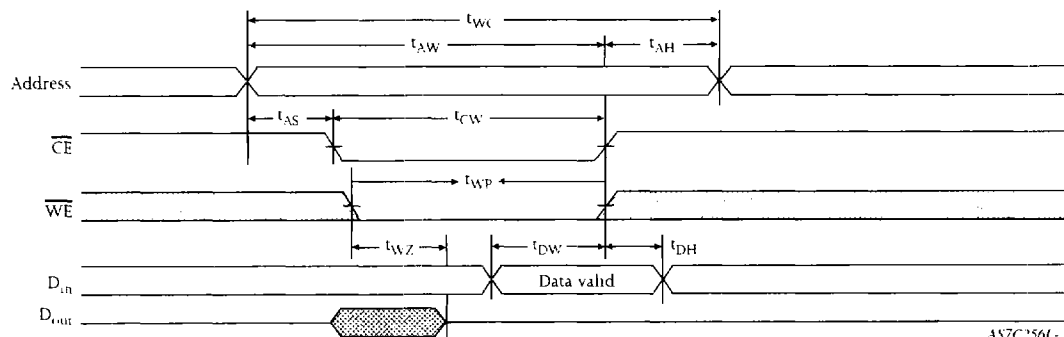 tWC
tAW tAH
Address
tAS tCW
CE
tWP
WE
tWZ tDW tDH
Din Data valid
Dout